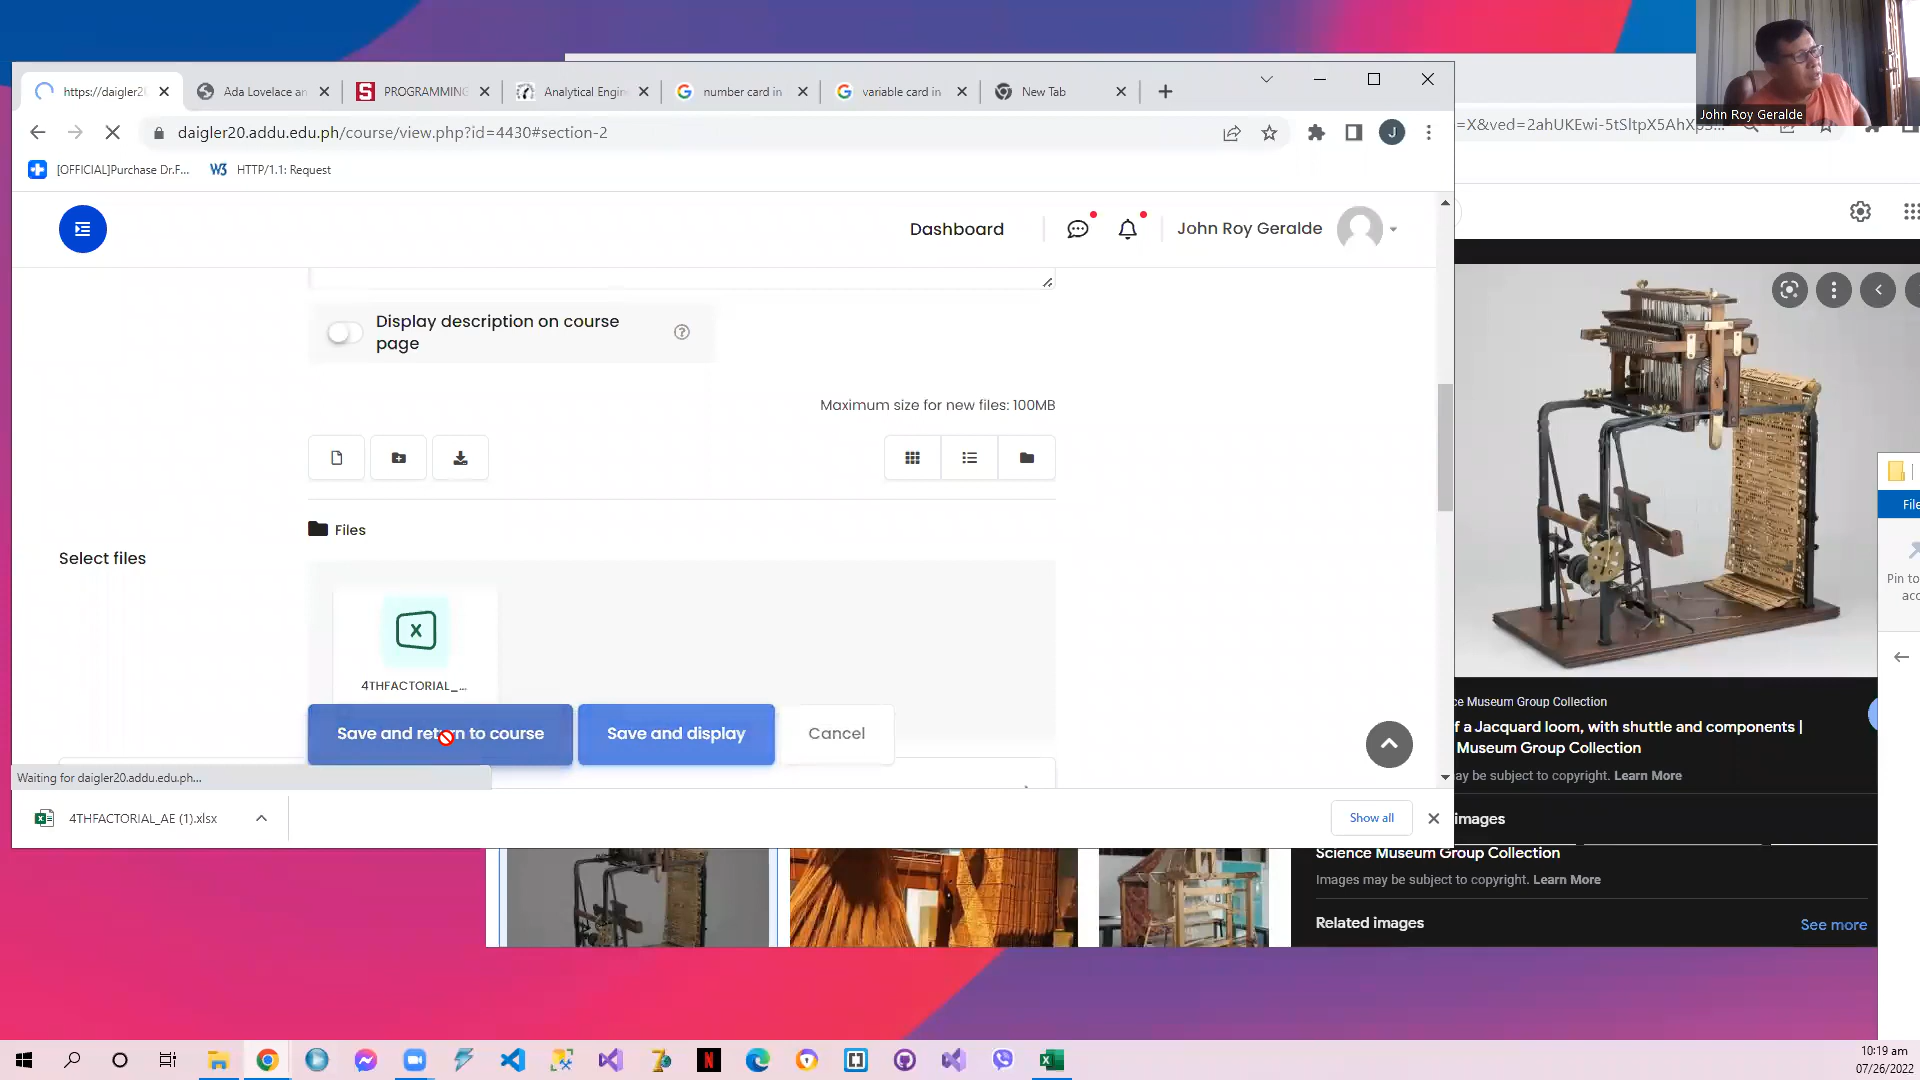 https://daigler2
Ada Lovelace an
PROGRAMMING
Analytical Engin
number card in
variable card in
New Tab
daigler20.addu.edu.ph/course/view.php?id=4430#section-2
J
[OFFICIAL]Purchase Dr.F...
W3 HTTP/1.1: Request
John Roy Geralde
Dashboard
John Roy Geralde
Display description on course
page
Maximum size for new files: 100MB
Files
Select files
4THFACTORIAL_...
Save and return to course
Save and display
Cancel
Waiting for daigler20.addu.edu.ph...
4THFACTORIAL_AE (1).xlsx
Show all
File
Pin to
acc
ce Museum Group Collection
f a Jacquard loom, with shuttle and components |
Museum Group Collection
ay be subject to copyright. Learn More
images
Science Museum Group Collection
Images may be subject to copyright. Learn More
Related images
See more
10:19 am
07/26/2022